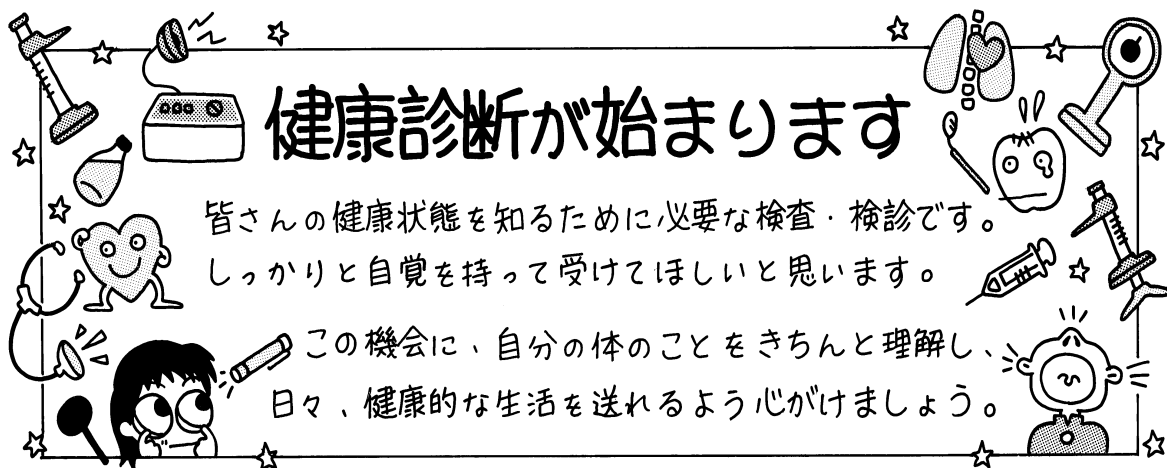 健康診断が始まります
皆さんの健康状態を知るために必要な検査・検診です。
しっかりと自覚を持って受けてほしいと思います。
この機会に、自分の体のことをきちんと理解し、
日々、健康的な生活を送れるよう心がけましょう。